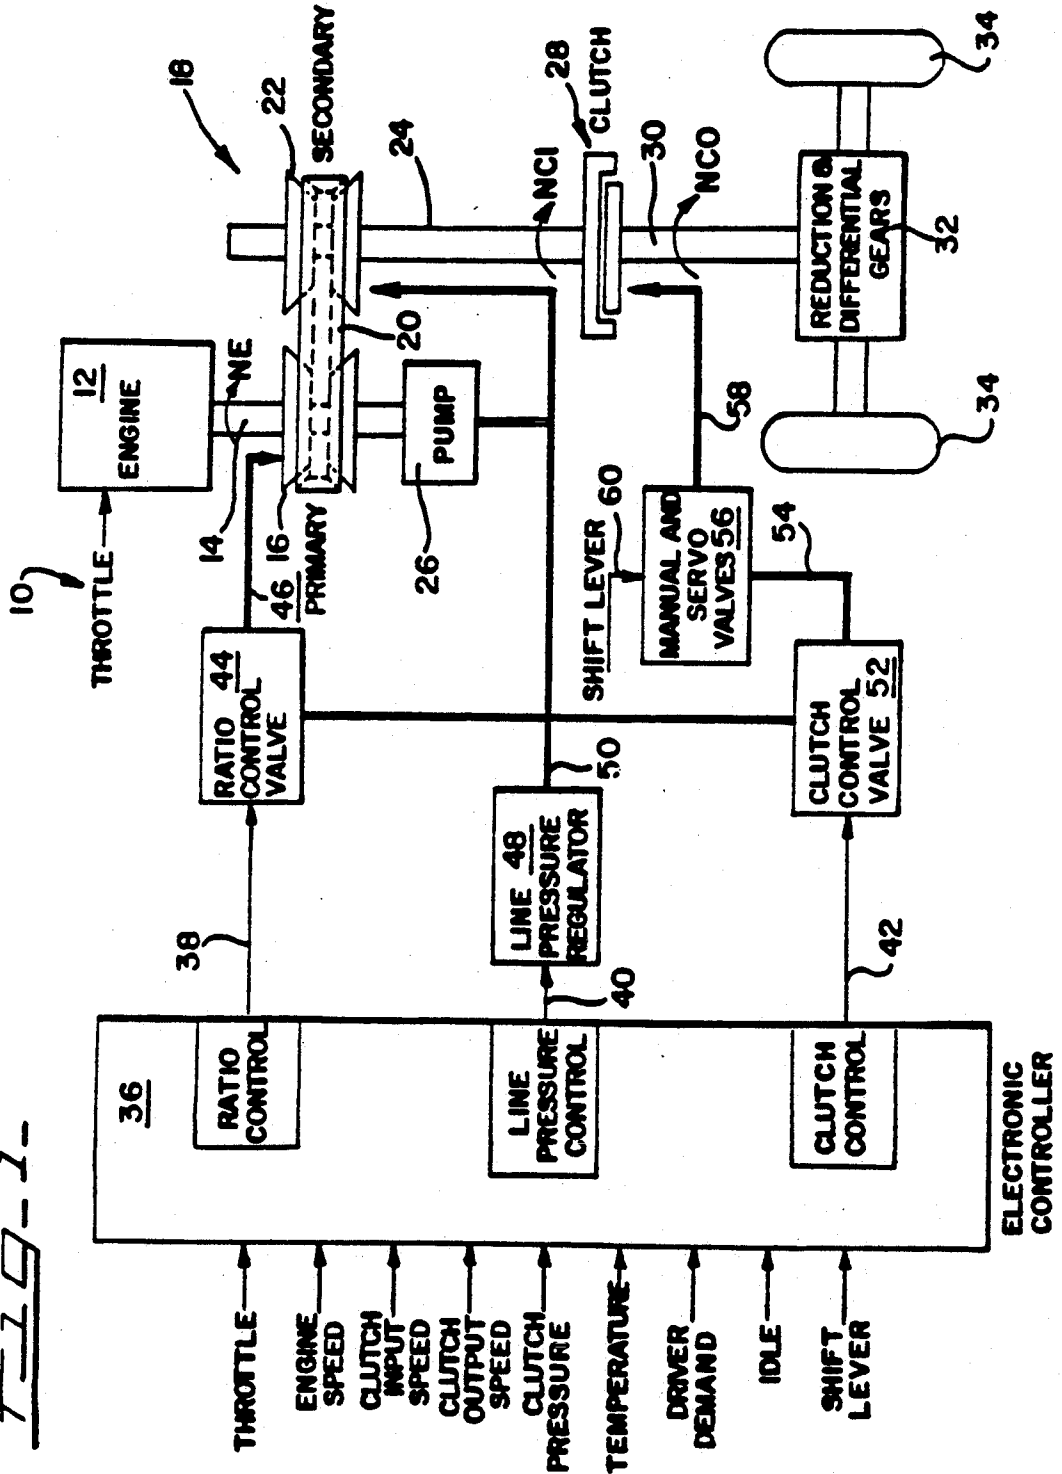 Fig-1-
10
THROTTLE
12
ENGINE
18
14
NE
22
SECONDARY
16
PRIMARY
46
20
24
26
PUMP
NCI
28
CLUTCH
30
NCO
REDUCTION &
DIFFERENTIAL
GEARS
32
34
34
RATIO 44
CONTROL
VALVE
SHIFT LEVER
60
MANUAL AND
SERVO
VALVES 56
58
54
50
LINE 48
PRESSURE
REGULATOR
CLUTCH
CONTROL
VALVE 52
38
40
42
36
RATIO
CONTROL
LINE
PRESSURE
CONTROL
CLUTCH
CONTROL
ELECTRONIC
CONTROLLER
THROTTLE
ENGINE
SPEED
CLUTCH
INPUT
SPEED
CLUTCH
OUTPUT
SPEED
CLUTCH
PRESSURE
TEMPERATURE
DRIVER
DEMAND
IDLE
SHIFT
LEVER